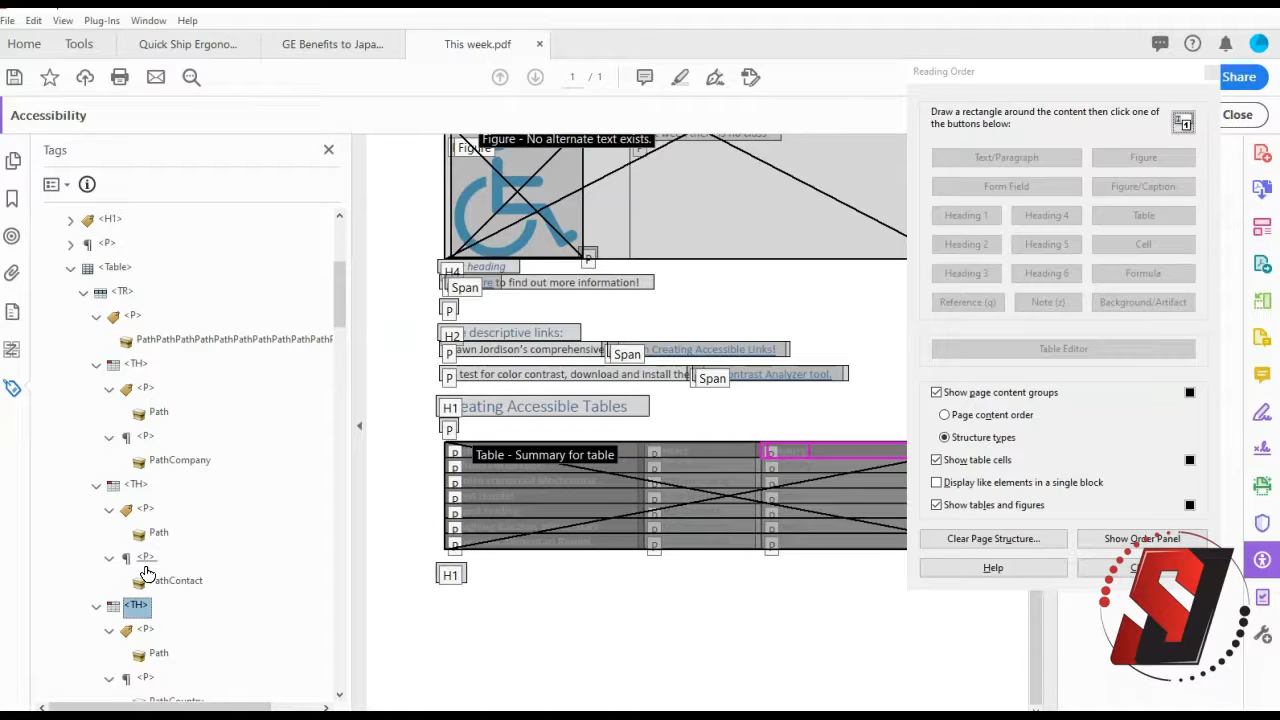 File Edit View Plug-Ins Window Help
Home Tools Quick Ship Ergono... GE Benefits to Japa... This week.pdf ×
1 / 1
Share
Accessibility
Close
Tags
<H1>
<P>
<Table>
<TR>
<P>
PathPathPathPathPathPathPathPathPathPathP
<TH>
<P>
Path
<P>
PathCompany
<TH>
<P>
Path
<P>
athContact
<TH>
<P>
Path
<P>
PathCountry
Figure - No alternate text exists.
Figure
P
P
H4 heading
Span re to find out more information!
P
H2 e descriptive links:
P awn Jordison's comprehensive Span Creating Accessible Links!
P test for color contrast, download and install the Span ontrast Analyzer tool.
H1 eating Accessible Tables
P
Table - Summary for table
P P P
P P P
P P P
P P P
P P P
P P P
P P P
H1
Reading Order
Draw a rectangle around the content then click one of
the buttons below:
Text/Paragraph Figure
Form Field Figure/Caption
Heading 1 Heading 4 Table
Heading 2 Heading 5 Cell
Heading 3 Heading 6 Formula
Reference (q) Note (z) Background/Artifact
Table Editor
Show page content groups
Page content order
Structure types
Show table cells
Display like elements in a single block
Show tables and figures
Clear Page Structure... Show Order Panel
Help C